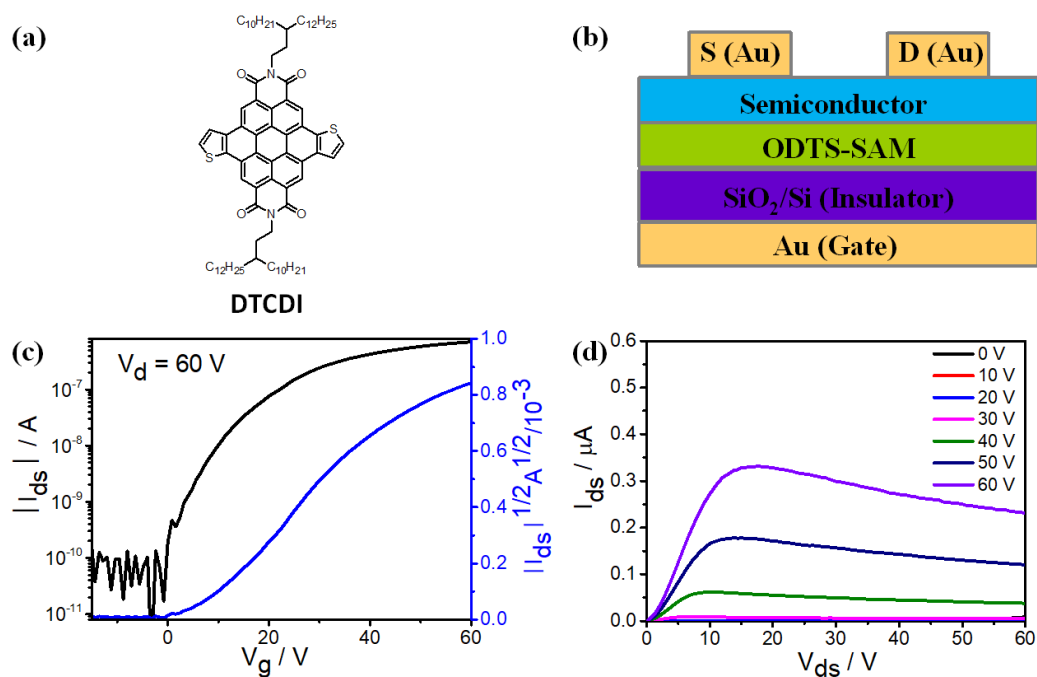 (a)
C10H21 C12H25
O N O
S
S
O N O
C12H25 C10H21
DTCDI
(b)
S (Au) D (Au)
Semiconductor
ODTS-SAM
SiO2/Si (Insulator)
Au (Gate)
(c)
Vd = 60 V
| Ids | / A
10-7
10-8
10-9
10-10
10-11
0 20 40 60
Vg / V
1.0
0.8
0.6
0.4
0.2
0.0
| Ids |1/2A1/2/10-3
(d)
0 V
10 V
20 V
30 V
40 V
50 V
60 V
Ids / μA
0.6
0.5
0.4
0.3
0.2
0.1
0.0
0 10 20 30 40 50 60
Vds / V